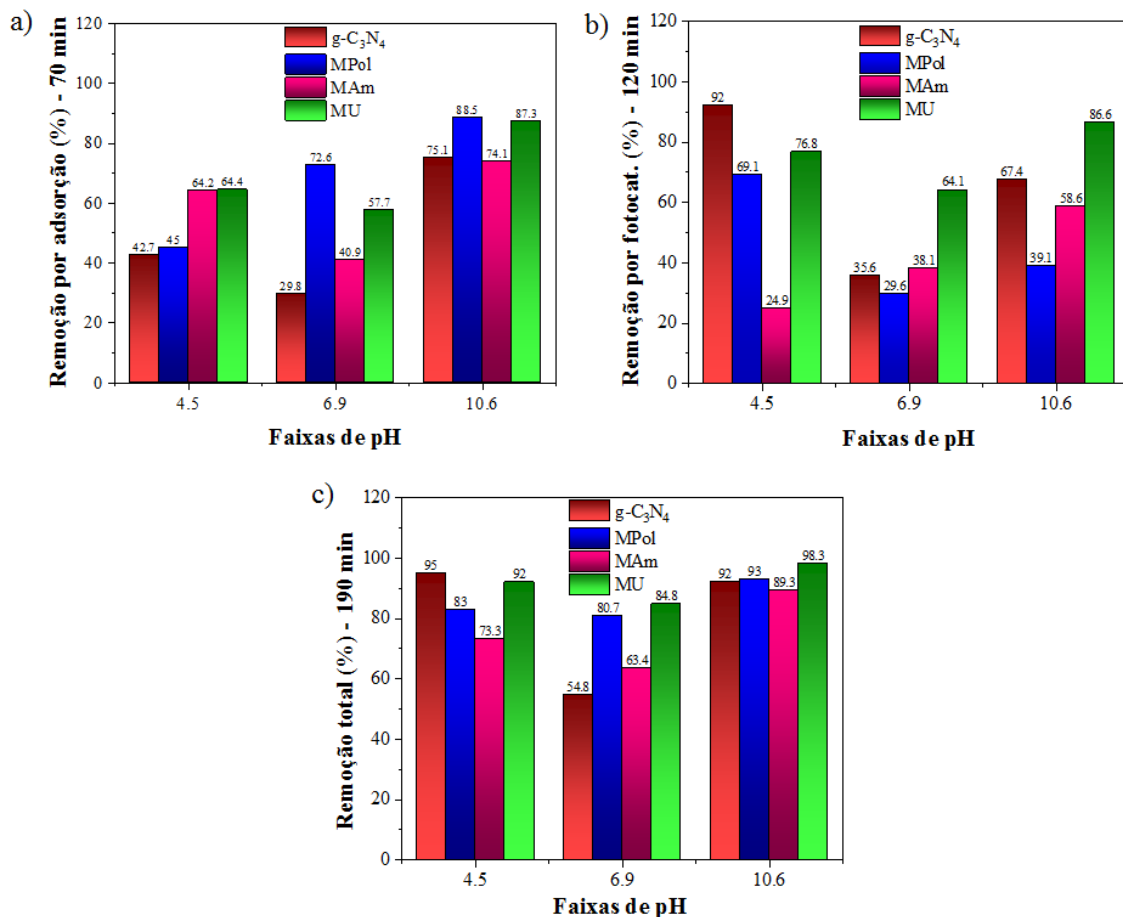 a)
Remoção por adsorção (%) - 70 min
120
100
80
60
40
20
0
g-C₃N₄
MPol
MAm
MU
42.7 45 64.2 64.4
29.8 72.6 40.9 57.7
75.1 88.5 74.1 87.3
4.5 6.9 10.6
Faixas de pH
b)
Remoção por fotocat. (%) - 120 min
120
100
80
60
40
20
0
g-C₃N₄
MPol
MAm
MU
92 69.1 24.9 76.8
35.6 29.6 38.1 64.1
67.4 39.1 58.6 86.6
4.5 6.9 10.6
Faixas de pH
c)
Remoção total (%) - 190 min
120
100
80
60
40
20
0
g-C₃N₄
MPol
MAm
MU
95 83 73.3 92
54.8 80.7 63.4 84.8
92 93 89.3 98.3
4.5 6.9 10.6
Faixas de pH